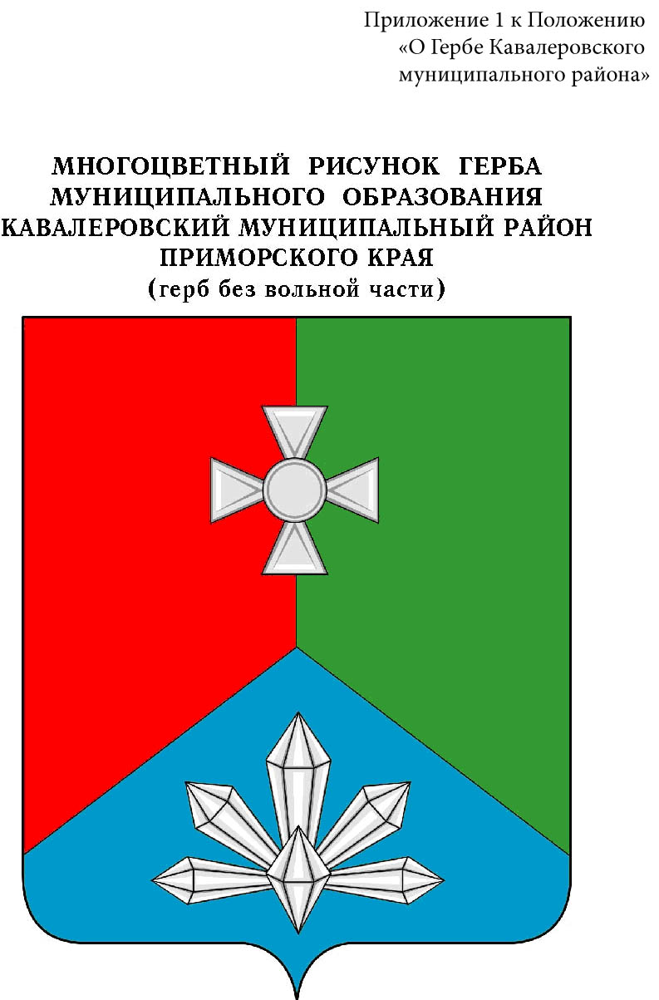 Приложение 1 к Положению
«О Гербе Кавалеровского
муниципального района»
МНОГОЦВЕТНЫЙ РИСУНОК ГЕРБА
МУНИЦИПАЛЬНОГО ОБРАЗОВАНИЯ
КАВАЛЕРОВСКИЙ МУНИЦИПАЛЬНЫЙ РАЙОН
ПРИМОРСКОГО КРАЯ
(герб без вольной части)